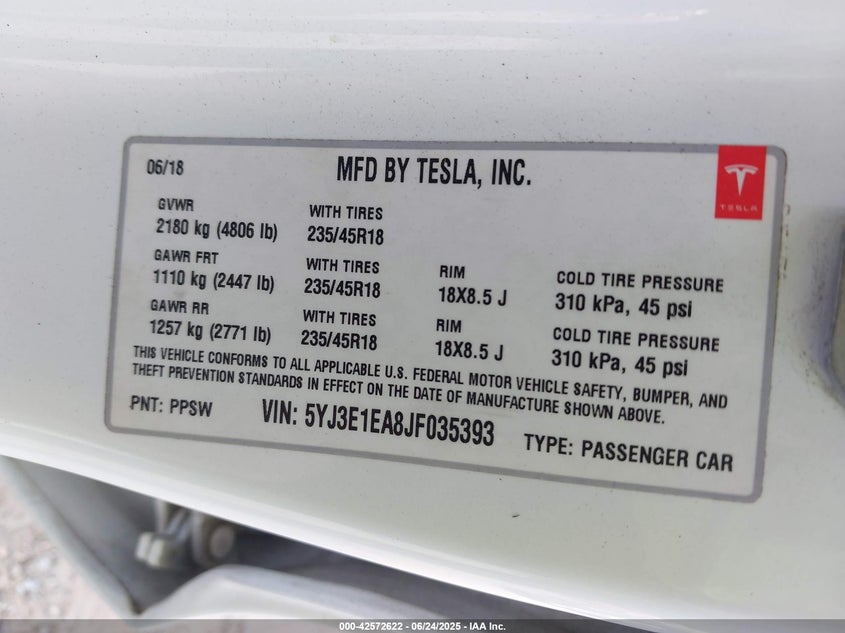 06/18
MFD BY TESLA, INC.
TESLA
GVWR
2180 kg (4806 lb)
WITH TIRES
235/45R18
GAWR FRT
1110 kg (2447 lb)
WITH TIRES
235/45R18
RIM
18X8.5 J
COLD TIRE PRESSURE
310 kPa, 45 psi
GAWR RR
1257 kg (2771 lb)
WITH TIRES
235/45R18
RIM
18X8.5 J
COLD TIRE PRESSURE
310 kPa, 45 psi
THIS VEHICLE CONFORMS TO ALL APPLICABLE U.S. FEDERAL MOTOR VEHICLE SAFETY, BUMPER, AND
THEFT PREVENTION STANDARDS IN EFFECT ON THE DATE OF MANUFACTURE SHOWN ABOVE.
PNT: PPSW
VIN: 5YJ3E1EA8JF035393
TYPE: PASSENGER CAR
000-42572622 - 06/24/2025 - IAA Inc.